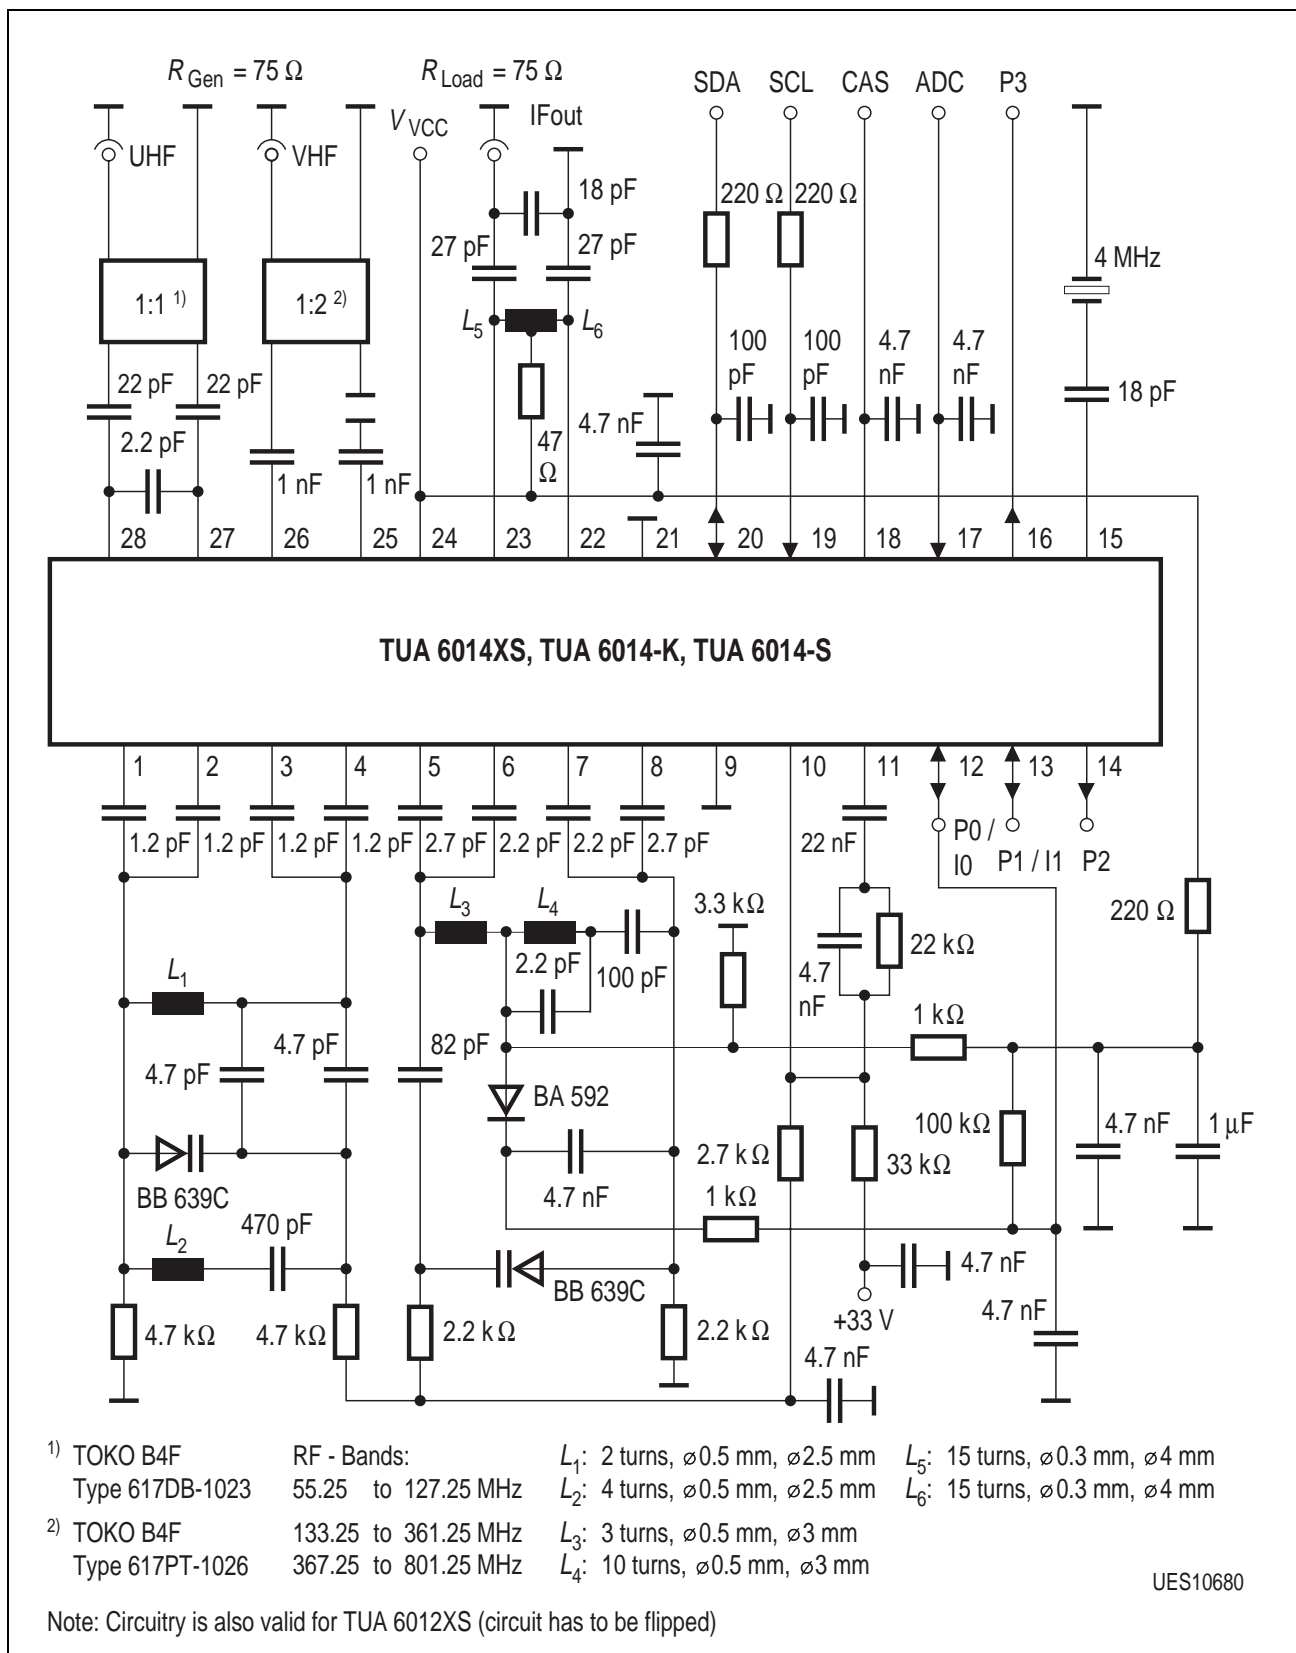 R Gen = 75 Ω
R Load = 75 Ω
SDA SCL CAS ADC P3
V VCC
IFout
UHF
VHF
18 pF
220 Ω 220 Ω
27 pF 27 pF
4 MHz
1:1 1)
1:2 2)
L5 L6
100 pF
100 pF
4.7 nF
4.7 nF
22 pF 22 pF
18 pF
4.7 nF
2.2 pF
47 Ω
1 nF 1 nF
28 27 26 25 24 23 22 21 20 19 18 17 16 15
TUA 6014XS, TUA 6014-K, TUA 6014-S
1 2 3 4 5 6 7 8 9 10 11 12 13 14
1.2 pF 1.2 pF 1.2 pF 1.2 pF 2.7 pF 2.2 pF 2.2 pF 2.7 pF
22 nF
P0 / I0
P1 / I1
P2
L3 L4
3.3 kΩ
220 Ω
22 kΩ
2.2 pF
100 pF
4.7 nF
L1
1 kΩ
4.7 pF
82 pF
4.7 pF
BA 592
100 kΩ
4.7 nF
1 µF
2.7 kΩ
33 kΩ
BB 639C
4.7 nF
1 kΩ
470 pF
L2
4.7 nF
BB 639C
+33 V
4.7 nF
4.7 kΩ 4.7 kΩ 2.2 kΩ 2.2 kΩ
4.7 nF
1) TOKO B4F
Type 617DB-1023
2) TOKO B4F
Type 617PT-1026
RF - Bands:
55.25 to 127.25 MHz
133.25 to 361.25 MHz
367.25 to 801.25 MHz
L1: 2 turns, ⌀0.5 mm, ⌀2.5 mm
L2: 4 turns, ⌀0.5 mm, ⌀2.5 mm
L3: 3 turns, ⌀0.5 mm, ⌀3 mm
L4: 10 turns, ⌀0.5 mm, ⌀3 mm
L5: 15 turns, ⌀0.3 mm, ⌀4 mm
L6: 15 turns, ⌀0.3 mm, ⌀4 mm
UES10680
Note: Circuitry is also valid for TUA 6012XS (circuit has to be flipped)